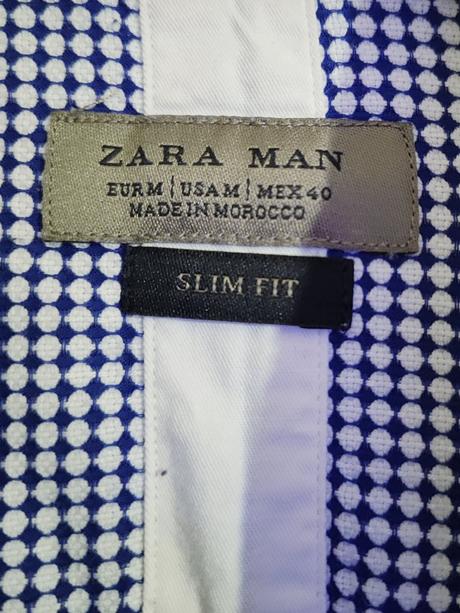 ZARA MAN
EUR M | USA M | MEX 40
MADE IN MOROCCO
SLIM FIT